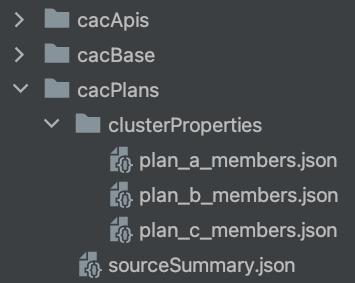 cacApis
cacBase
cacPlans
clusterProperties
plan_a_members.json
plan_b_members.json
plan_c_members.json
sourceSummary.json